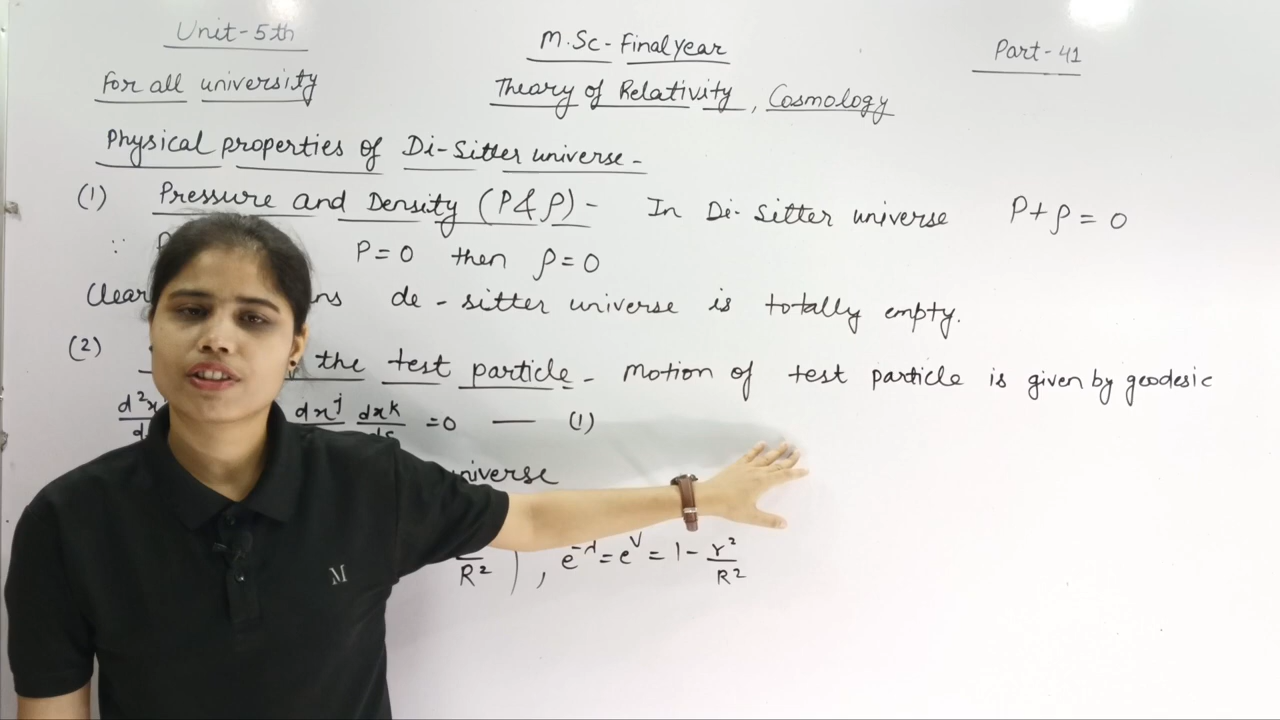 Unit-5th
M.Sc-Final year
Part-41
For all university
Theory of Relativity, Cosmology
Physical properties of Di-Sitter universe -
(1) Pressure and Density (P & ρ) - In Di-Sitter universe P+ρ=0
∵ P=0 then ρ=0
de-sitter universe is totally empty.
(2) the test particle - motion of test particle is given by geodesic
dx^j dx^k/ds =0 — (1)
R², e^-λ = e^ν = 1 - r²/R²
M